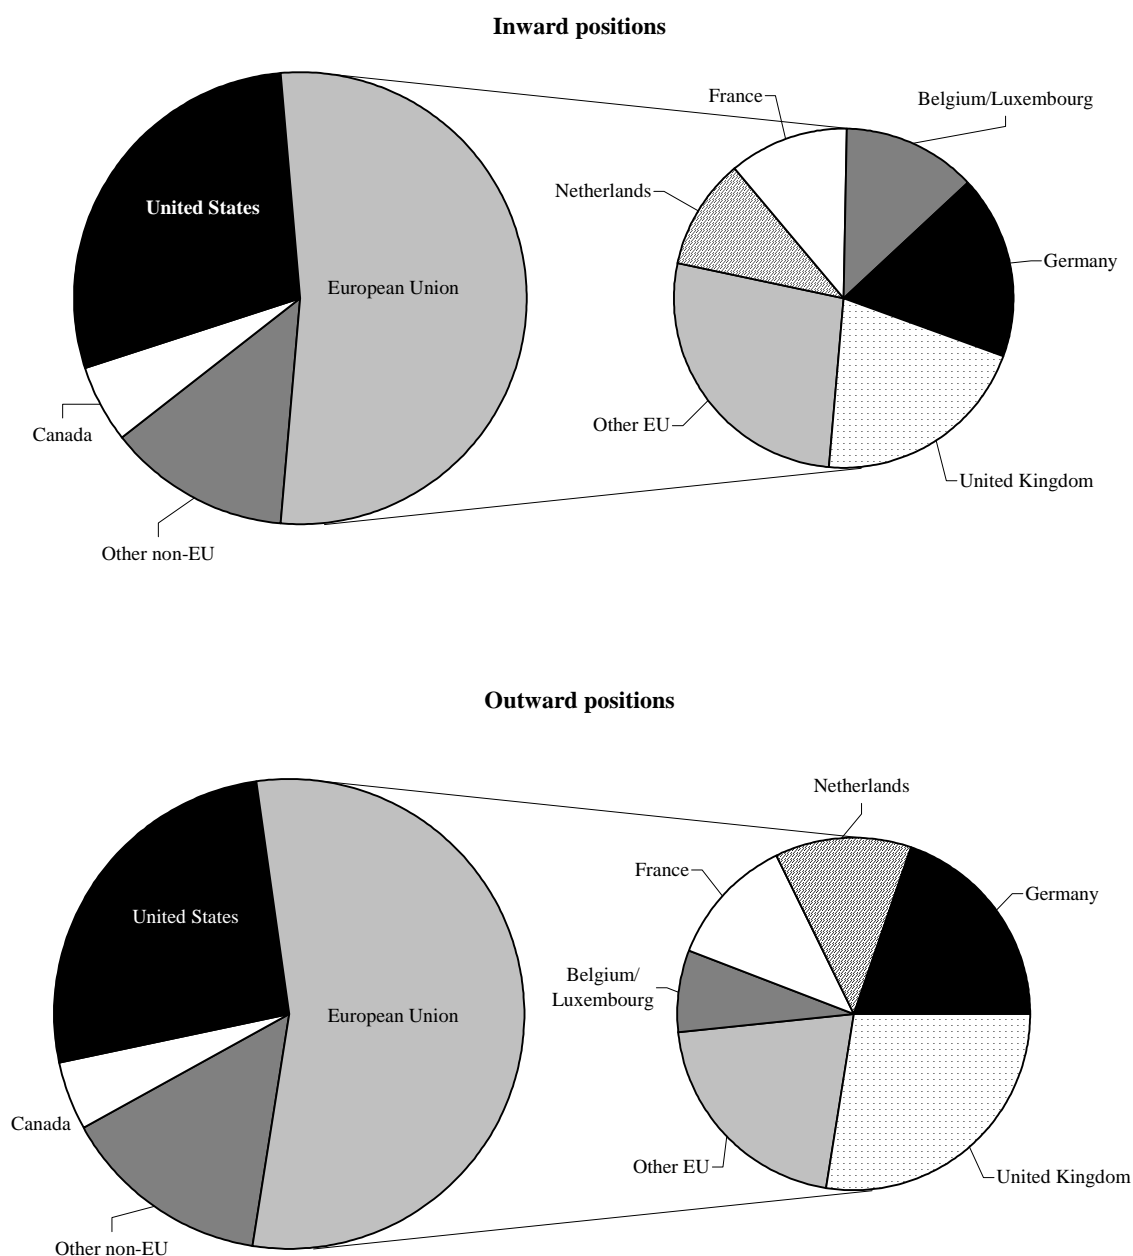 Inward positions
France
Belgium/Luxembourg
Netherlands
United States
Germany
European Union
Other EU
Canada
United Kingdom
Other non-EU
Outward positions
Netherlands
France
Germany
United States
Belgium/
Luxembourg
European Union
Canada
Other EU
United Kingdom
Other non-EU